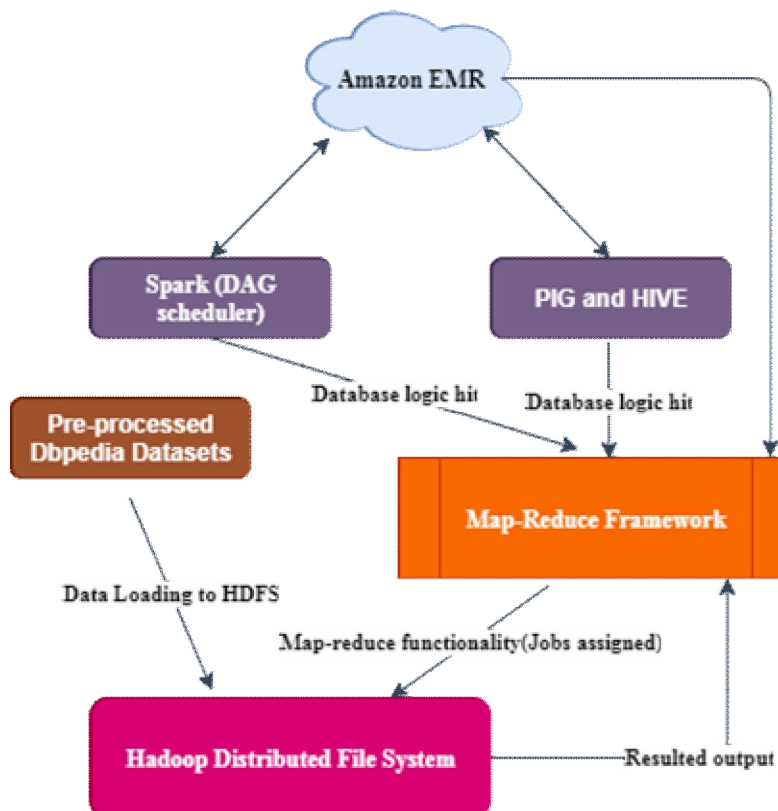 Amazon EMR
Spark (DAG
scheduler)
PIG and HIVE
Database logic hit
Database logic hit
Pre-processed
Dbpedia Datasets
Map-Reduce Framework
Data Loading to HDFS
Map-reduce functionality(Jobs assigned)
Hadoop Distributed File System
Resulted output